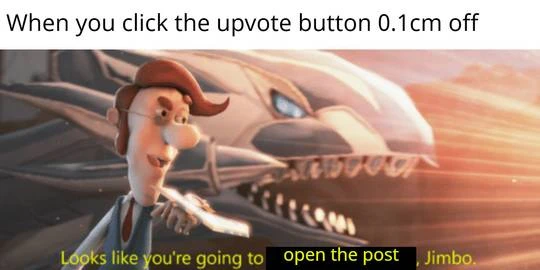 When you click the upvote button 0.1cm off
Looks like you're going to open the post, Jimbo.